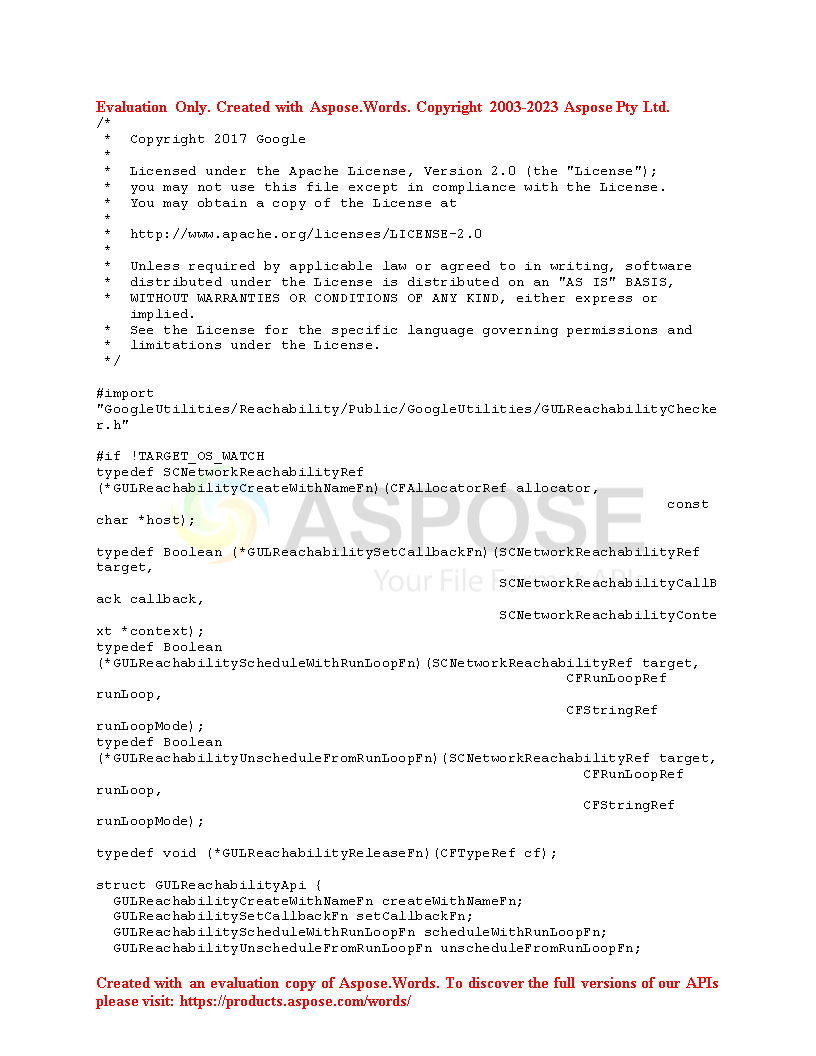 Evaluation Only. Created with Aspose.Words. Copyright 2003-2023 Aspose Pty Ltd.
/*
 *  Copyright 2017 Google
 *
 *  Licensed under the Apache License, Version 2.0 (the "License");
 *  you may not use this file except in compliance with the License.
 *  You may obtain a copy of the License at
 *
 *  http://www.apache.org/licenses/LICENSE-2.0
 *
 *  Unless required by applicable law or agreed to in writing, software
 *  distributed under the License is distributed on an "AS IS" BASIS,
 *  WITHOUT WARRANTIES OR CONDITIONS OF ANY KIND, either express or
    implied.
 *  See the License for the specific language governing permissions and
 *  limitations under the License.
 */

#import
"GoogleUtilities/Reachability/Public/GoogleUtilities/GULReachabilityChecke
r.h"

#if !TARGET_OS_WATCH
typedef SCNetworkReachabilityRef
(*GULReachabilityCreateWithNameFn)(CFAllocatorRef allocator,
                                                                    const
char *host);
ASPOSE
Your File Format APIs

typedef Boolean (*GULReachabilitySetCallbackFn)(SCNetworkReachabilityRef
target,
                                                SCNetworkReachabilityCallB
ack callback,
                                                SCNetworkReachabilityConte
xt *context);
typedef Boolean
(*GULReachabilityScheduleWithRunLoopFn)(SCNetworkReachabilityRef target,
                                                        CFRunLoopRef
runLoop,
                                                        CFStringRef
runLoopMode);
typedef Boolean
(*GULReachabilityUnscheduleFromRunLoopFn)(SCNetworkReachabilityRef target,
                                                          CFRunLoopRef
runLoop,
                                                          CFStringRef
runLoopMode);

typedef void (*GULReachabilityReleaseFn)(CFTypeRef cf);

struct GULReachabilityApi {
  GULReachabilityCreateWithNameFn createWithNameFn;
  GULReachabilitySetCallbackFn setCallbackFn;
  GULReachabilityScheduleWithRunLoopFn scheduleWithRunLoopFn;
  GULReachabilityUnscheduleFromRunLoopFn unscheduleFromRunLoopFn;

Created with an evaluation copy of Aspose.Words. To discover the full versions of our APIs
please visit: https://products.aspose.com/words/